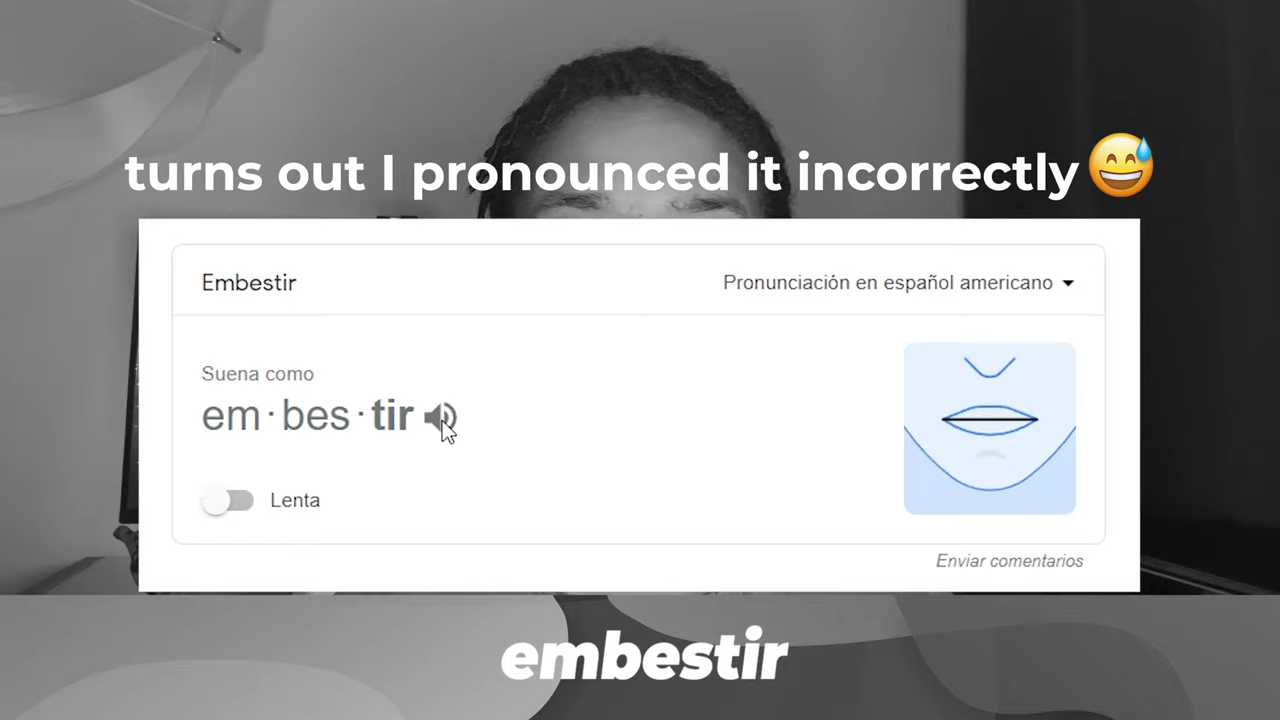 turns out I pronounced it incorrectly😅
Embestir
Pronunciación en español americano
Suena como
em·bes·tir
Lenta
Enviar comentarios
embestir